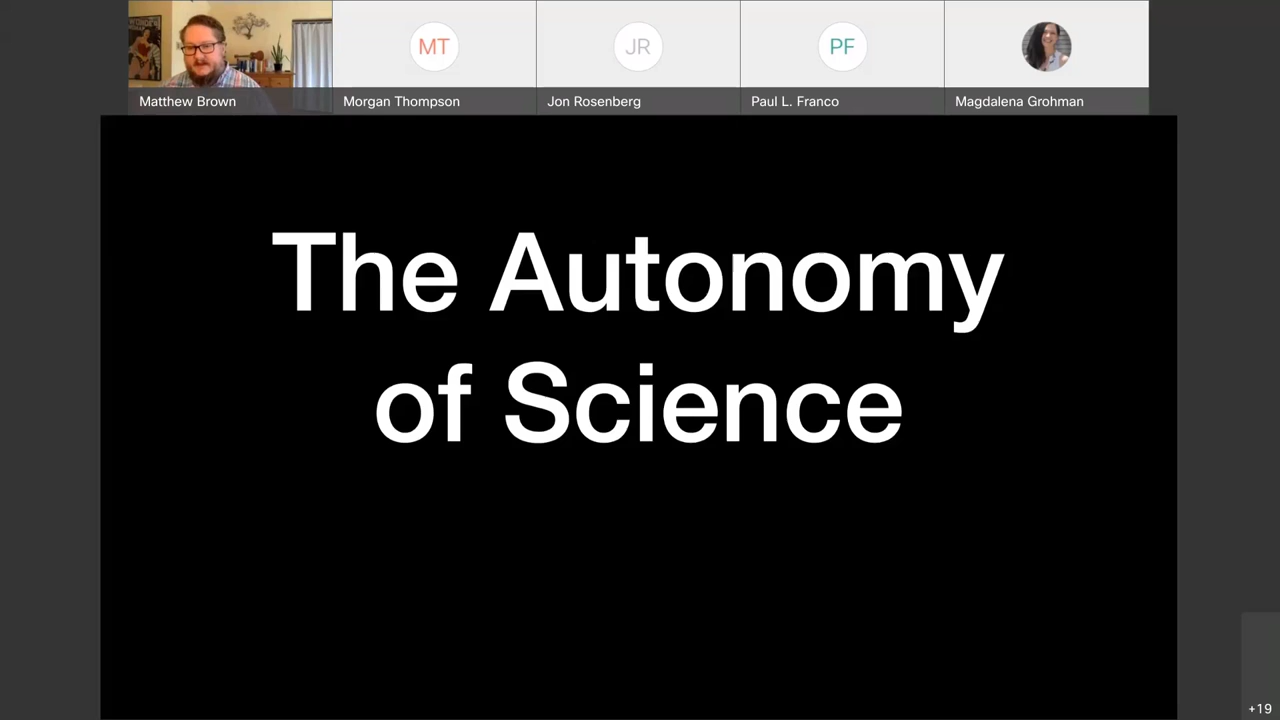 MT
JR
PF
Matthew Brown
Morgan Thompson
Jon Rosenberg
Paul L. Franco
Magdalena Grohman
The Autonomy
of Science
+19